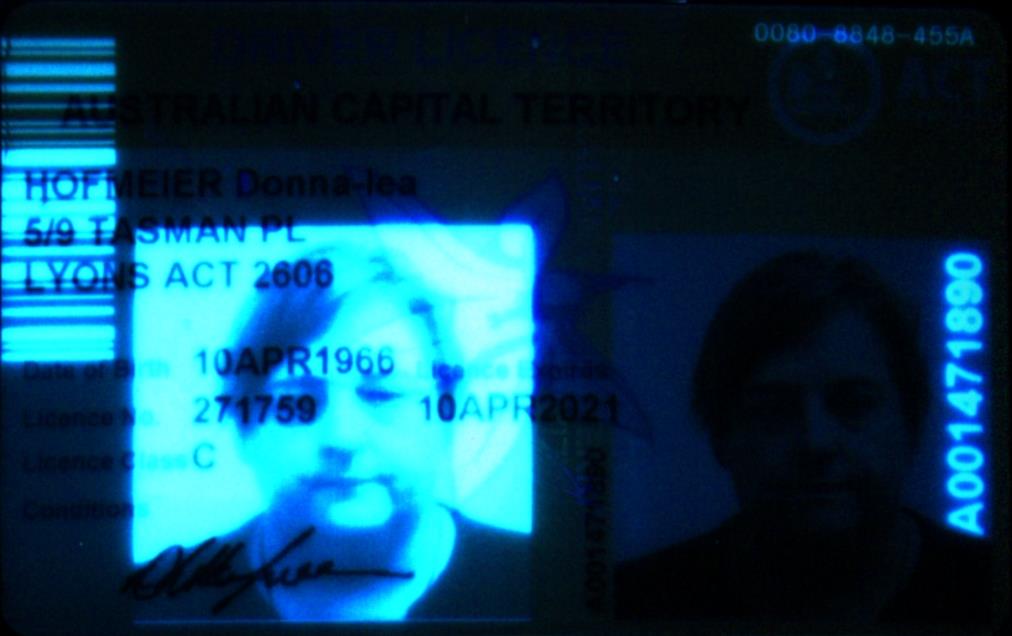 DRIVER LICENCE
0080-8848-455A
ACT
AUSTRALIAN CAPITAL TERRITORY
HOFMEIER Donna-lea
5/9 TASMAN PL
LYONS ACT 2606
Date of Birth 10APR1966 Licence Expires
Licence No. 271759 10APR2021
Licence Class C
Conditions
A001471890
A001471890